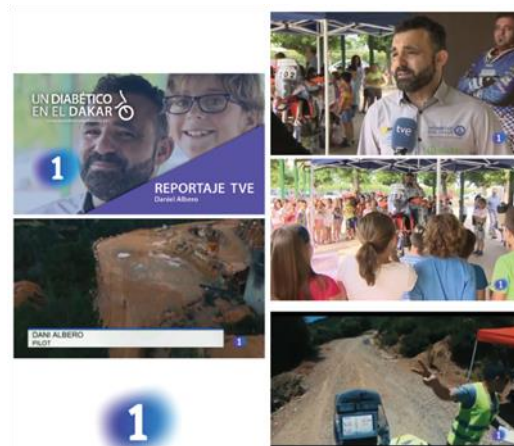 UN DIABÉTICO
EN EL DAKAR
1
REPORTAJE TVE
Daniel Albero
DANI ALBERO
PILOT
1
1
102
tve
1
1
1